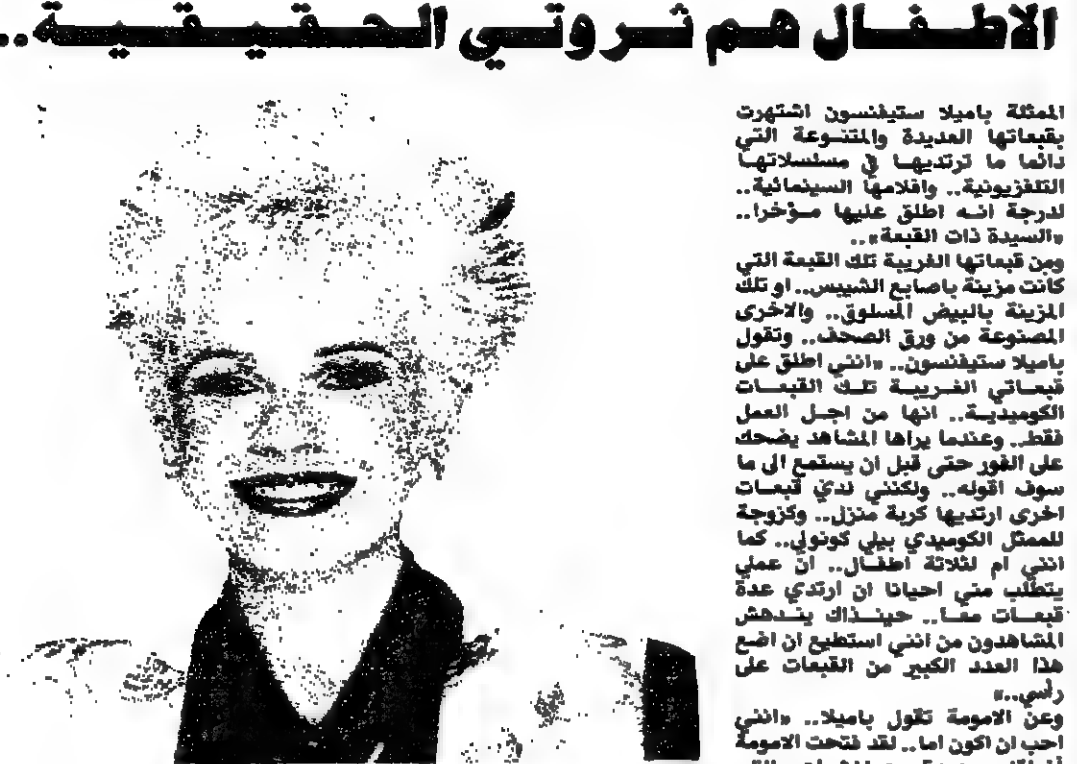 الاطفال هم ثروتي الحقيقية..
الممثلة باميلا ستيفنسون اشتهرت
بقبعاتها العديدة والمتنوعة التي
دائما ما ترتديها في مسلسلاتها
التلفزيونية.. وافلامها السينمائية..
لدرجة انه اطلق عليها مؤخرا..
«السيدة ذات القبعة»..
ومن قبعاتها الغريبة تلك القبعة التي
كانت مزينة باصابع الشيبس.. او تلك
المزينة بالبيض المسلوق.. والاخرى
المصنوعة من ورق الصحف.. وتقول
باميلا ستيفنسون.. «انني اطلق على
قبعاتي الغريبة تلك القبعات
الكوميدية.. انها من اجل العمل
فقط.. وعندما يراها المشاهد يضحك
على الفور حتى قبل ان يستمع الى ما
سوف اقوله.. ولكنني لدي قبعات
اخرى ارتديها كربة منزل.. وكزوجة
للممثل الكوميدي بيلي كونولي.. كما
انني ام لثلاثة اطفال.. ان عملي
يتطلب مني احيانا ان ارتدي عدة
قبعات معا.. حينذاك يندهش
المشاهدون من انني استطيع ان اضع
هذا العدد الكبير من القبعات على
رأسي..»
وعن الامومة تقول باميلا.. «انني
احب ان اكون اما.. لقد فتحت الامومة